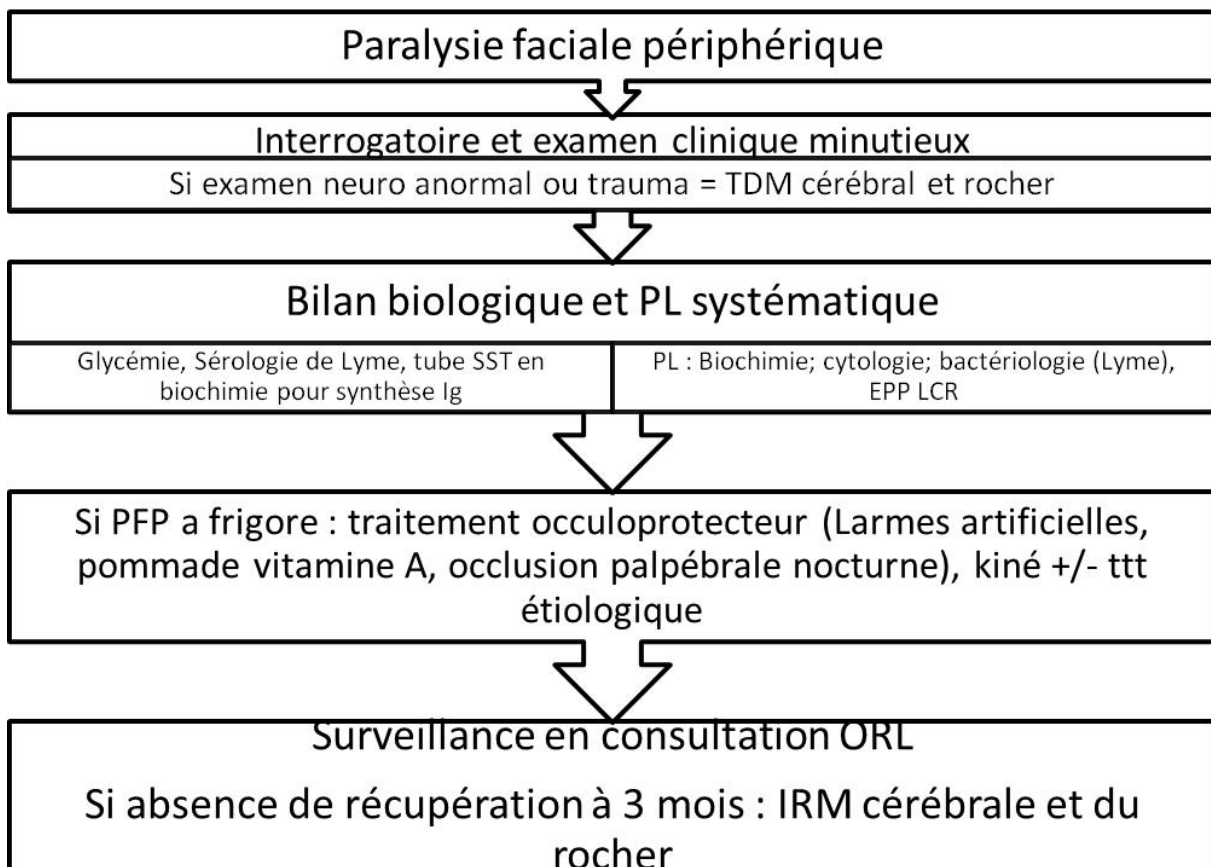 Paralysie faciale périphérique
Interrogatoire et examen clinique minutieux
Si examen neuro anormal ou trauma = TDM cérébral et rocher
Bilan biologique et PL systématique
Glycémie, Sérologie de Lyme, tube SST en
biochimie pour synthèse Ig
PL : Biochimie; cytologie; bactériologie (Lyme),
EPP LCR
Si PFP a frigore : traitement occuloprotecteur (Larmes artificielles,
pommade vitamine A, occlusion palpébrale nocturne), kiné +/- ttt
étiologique
Surveillance en consultation ORL
Si absence de récupération à 3 mois : IRM cérébrale et du
rocher